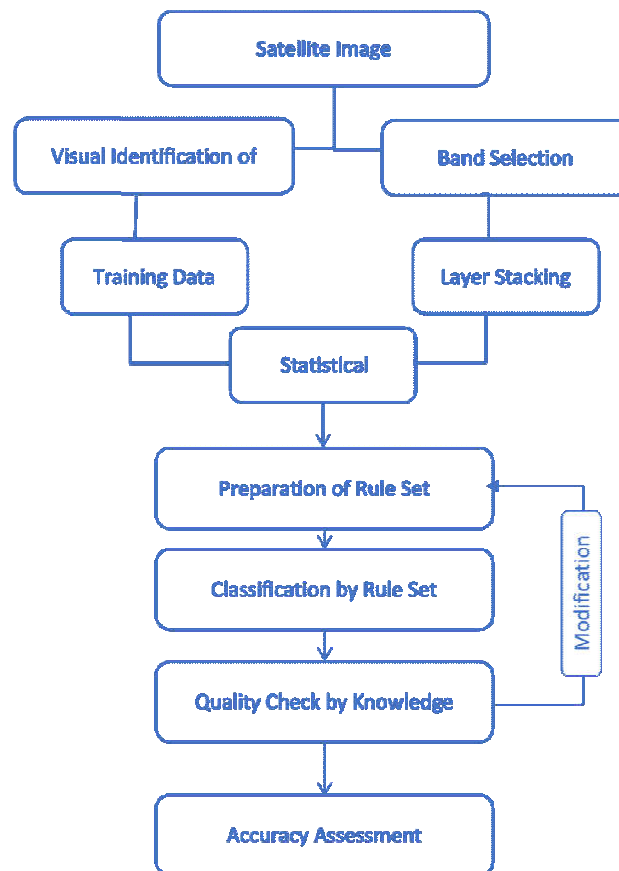 Satellite Image
Visual Identification of
Band Selection
Training Data
Layer Stacking
Statistical
Preparation of Rule Set
Classification by Rule Set
Modification
Quality Check by Knowledge
Accuracy Assessment